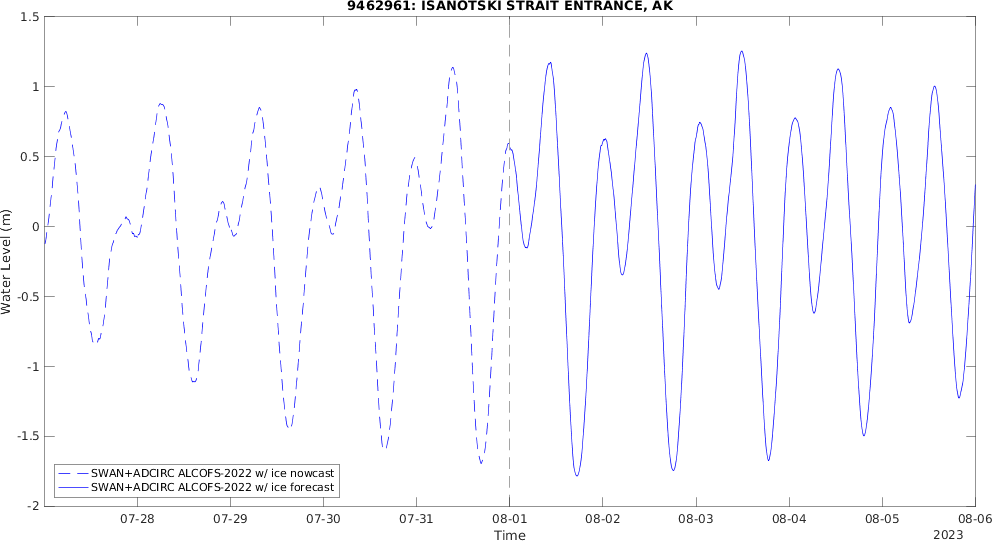 9462961: ISANOTSKI STRAIT ENTRANCE, AK
1.5
1
0.5
0
-0.5
-1
-1.5
-2
Water Level (m)
SWAN+ADCIRC ALCOFS-2022 w/ ice nowcast
SWAN+ADCIRC ALCOFS-2022 w/ ice forecast
07-28 07-29 07-30 07-31 08-01 08-02 08-03 08-04 08-05 08-06
Time
2023